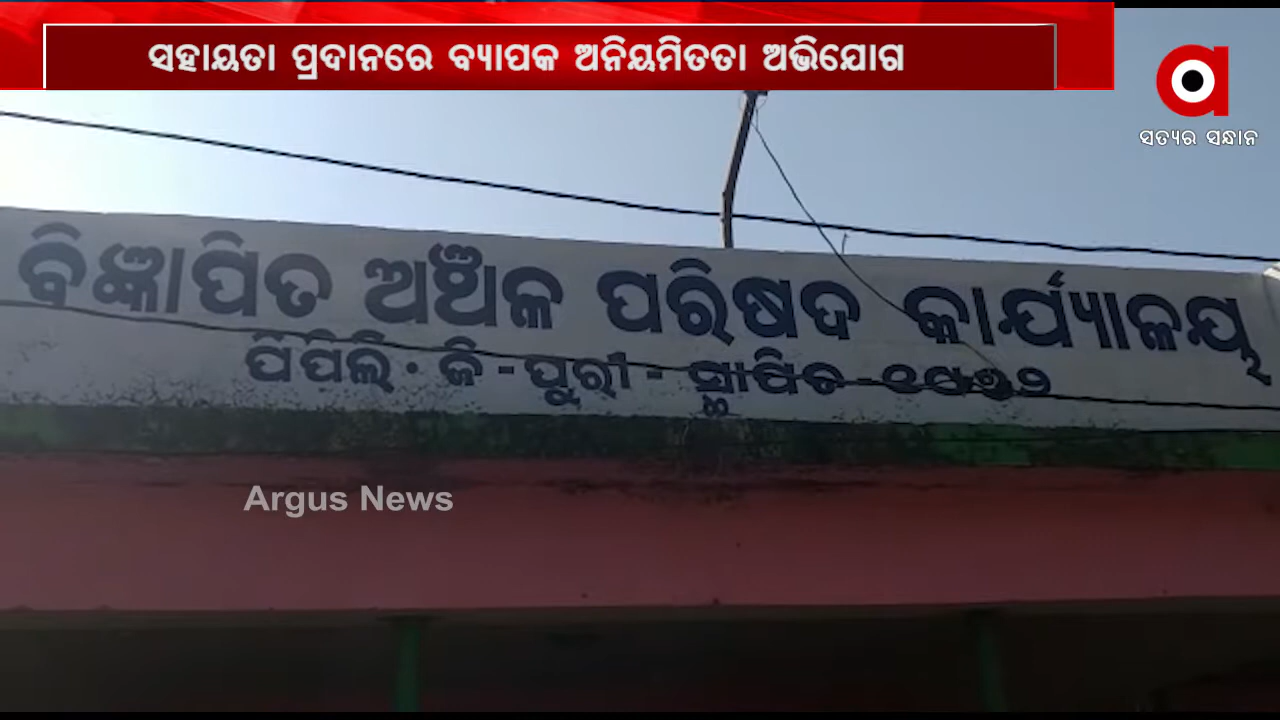 ସହାୟତା ପ୍ରଦାନରେ ବ୍ୟାପକ ଅନିୟମିତତା ଅଭିଯୋଗ
ସତ୍ୟର ସନ୍ଧାନ
ବିଜ୍ଞାପିତ ଅଞ୍ଚଳ ପରିଷଦ କାର୍ଯ୍ୟାଳୟ
ପିପିଲି · ଜି - ପୁରୀ - ସ୍ଥାପିତ -
Argus News